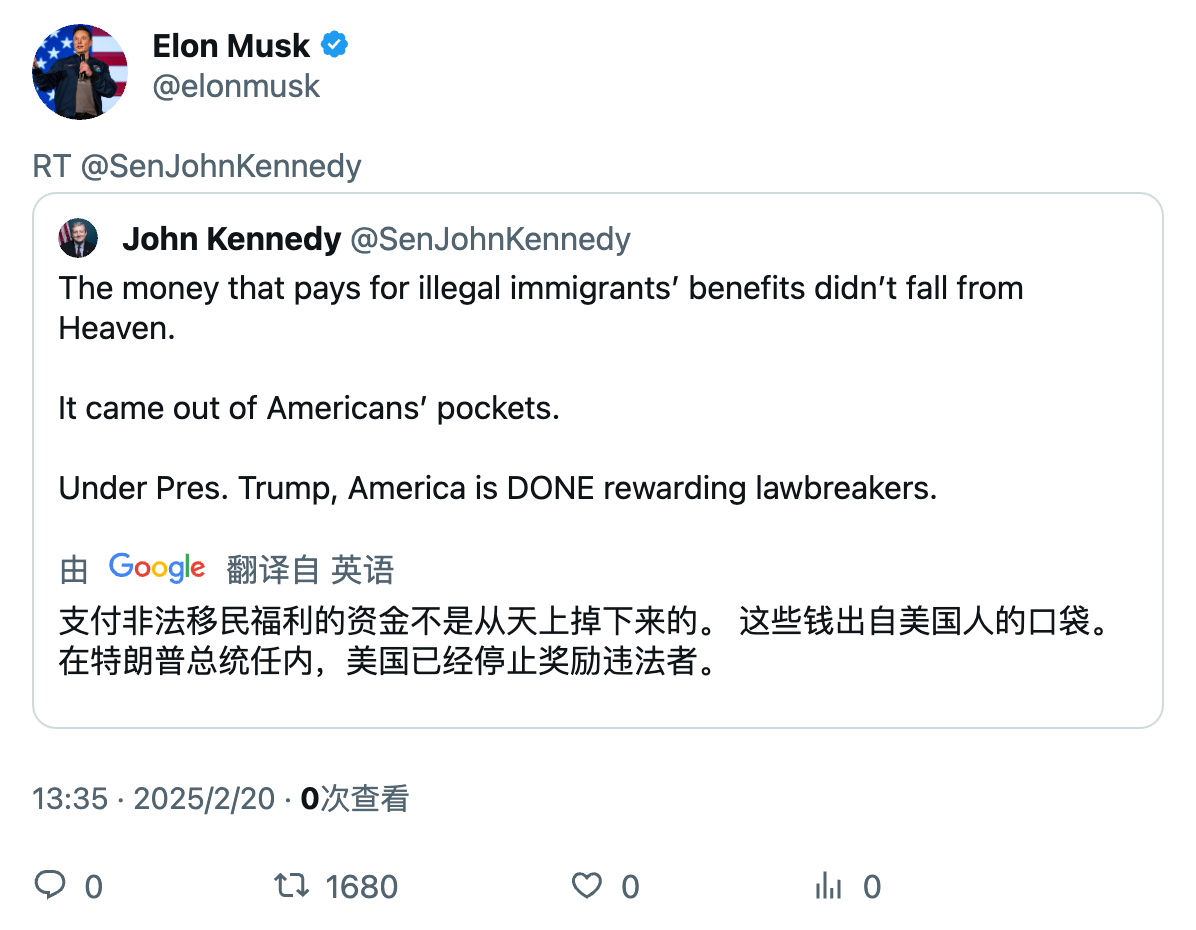 Elon Musk
@elonmusk
RT @SenJohnKennedy
John Kennedy @SenJohnKennedy
The money that pays for illegal immigrants’ benefits didn’t fall from
Heaven.
It came out of Americans’ pockets.
Under Pres. Trump, America is DONE rewarding lawbreakers.
由 Google 翻译自 英语
支付非法移民福利的资金不是从天上掉下来的。 这些钱出自美国人的口袋。
在特朗普总统任内，美国已经停止奖励违法者。
13:35 · 2025/2/20 · 0次查看
0 1680 0 0